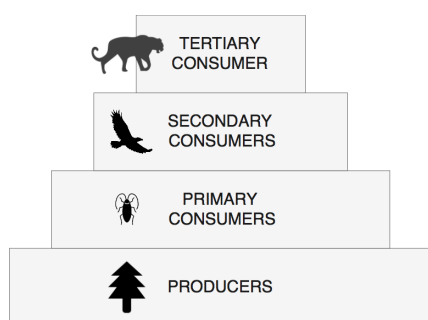 TERTIARY
CONSUMER
SECONDARY
CONSUMERS
PRIMARY
CONSUMERS
PRODUCERS